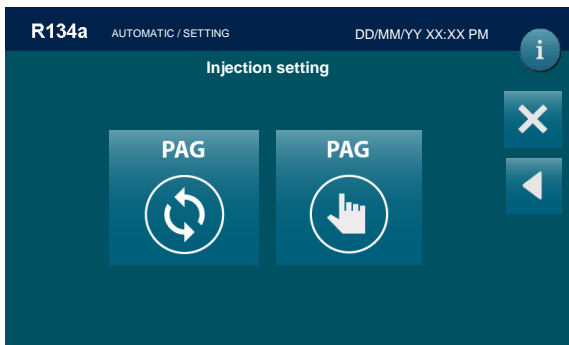 R134a AUTOMATIC / SETTING DD/MM/YY XX:XX PM
i
Injection setting
PAG PAG